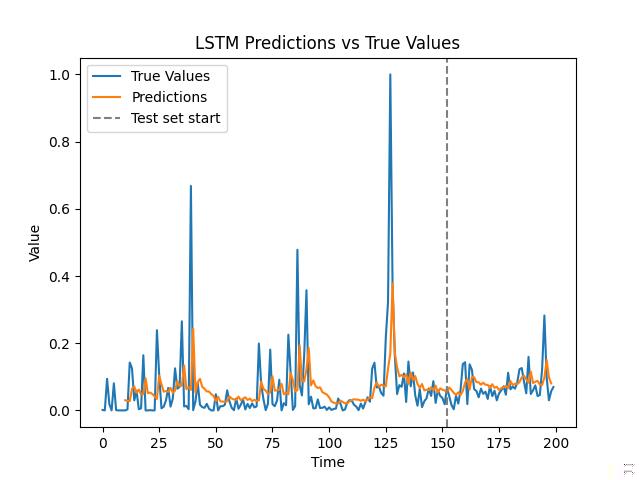 LSTM Predictions vs True Values
True Values
Predictions
Test set start
Value
1.0
0.8
0.6
0.4
0.2
0.0
0 25 50 75 100 125 150 175 200
Time